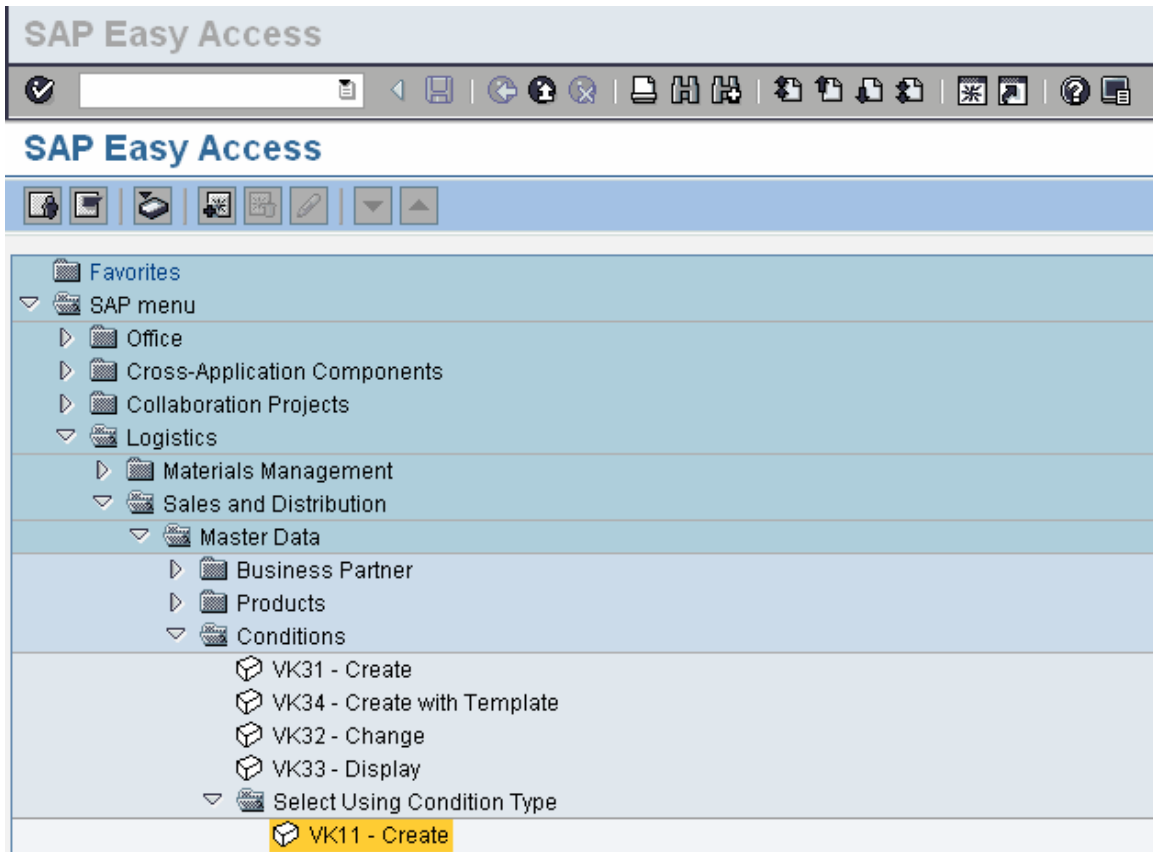 SAP Easy Access
SAP Easy Access
Favorites
SAP menu
Office
Cross-Application Components
Collaboration Projects
Logistics
Materials Management
Sales and Distribution
Master Data
Business Partner
Products
Conditions
VK31 - Create
VK34 - Create with Template
VK32 - Change
VK33 - Display
Select Using Condition Type
VK11 - Create